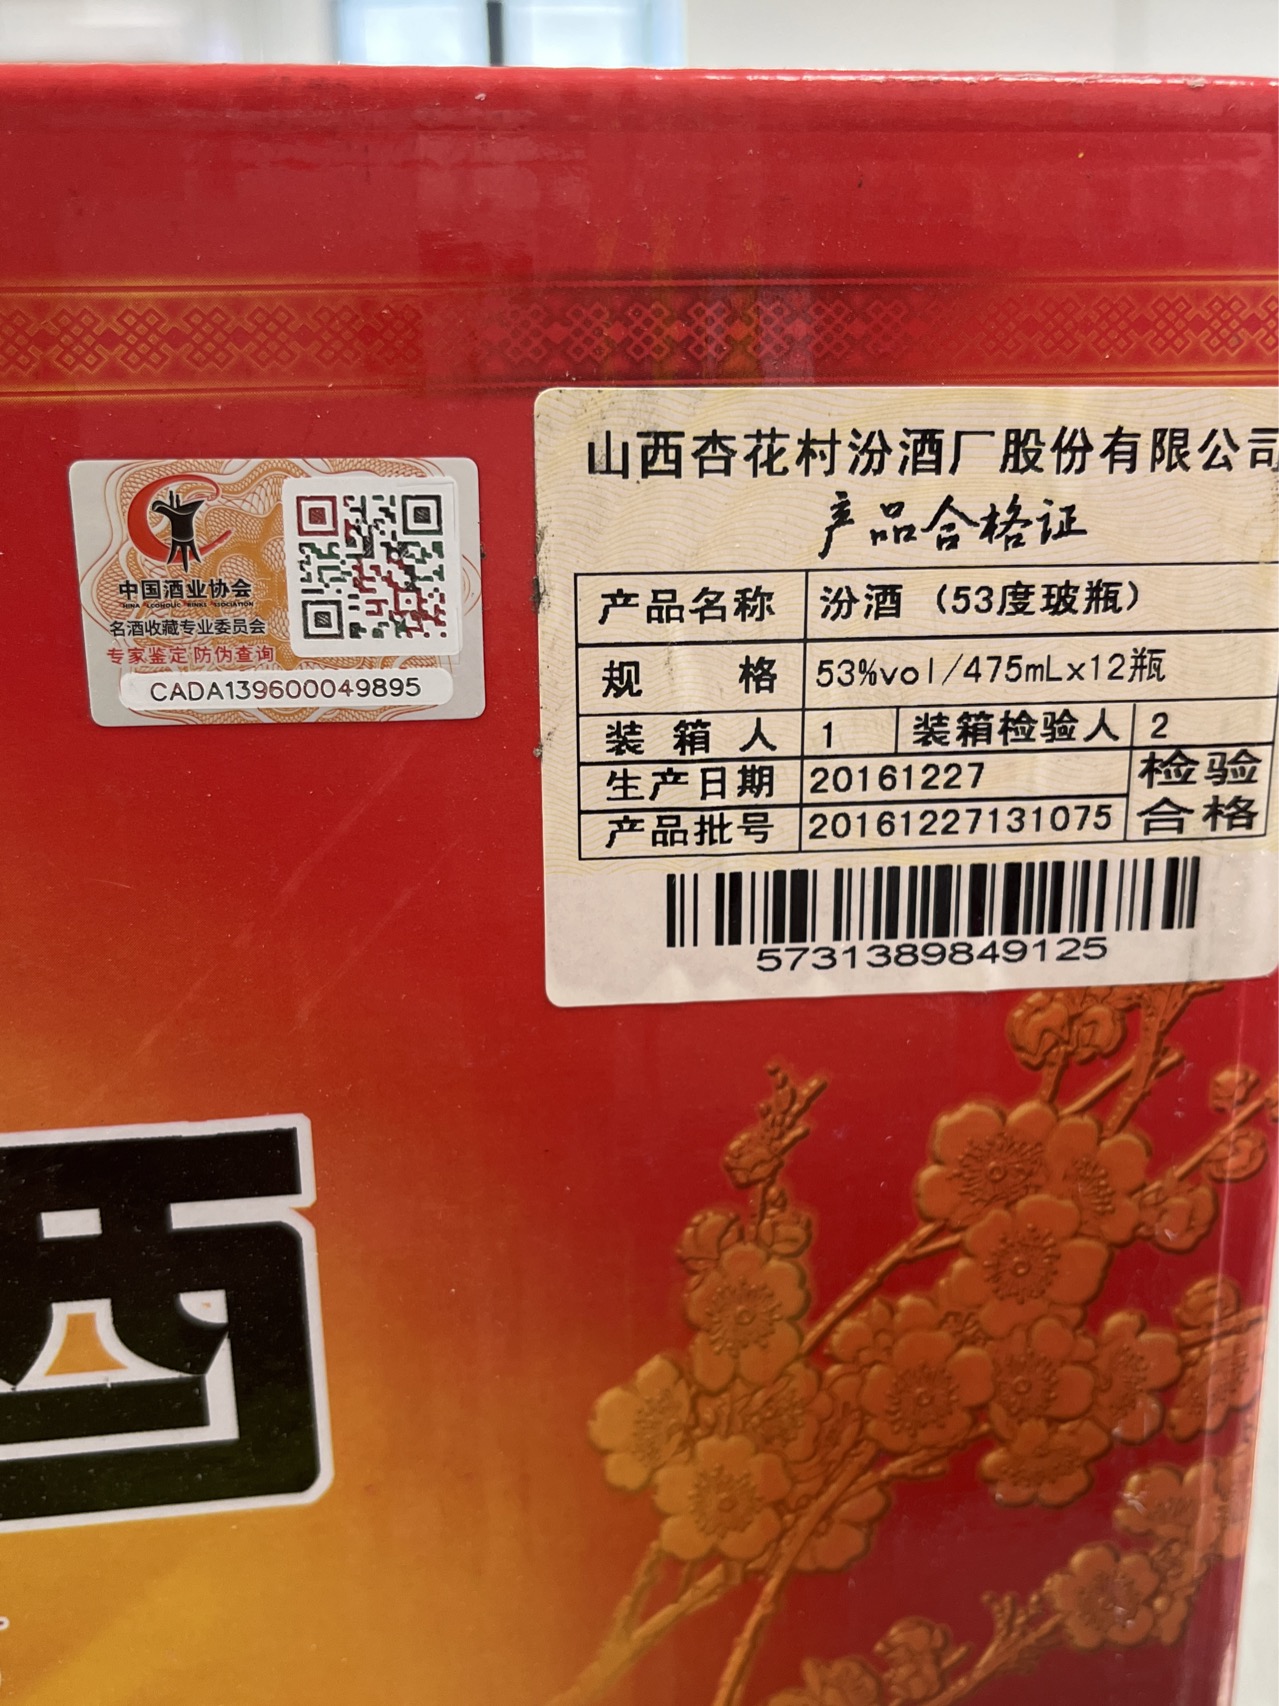 中国酒业协会
名酒收藏专业委员会
专家鉴定 防伪查询
CADA139600049895
山西杏花村汾酒厂股份有限公司
产品合格证
产品名称 汾酒（53度玻瓶）
规 格 53%vol/475mLx12瓶
装 箱 人 1 装箱检验人 2
生产日期 20161227 检验
产品批号 20161227131075 合格
5731389849125